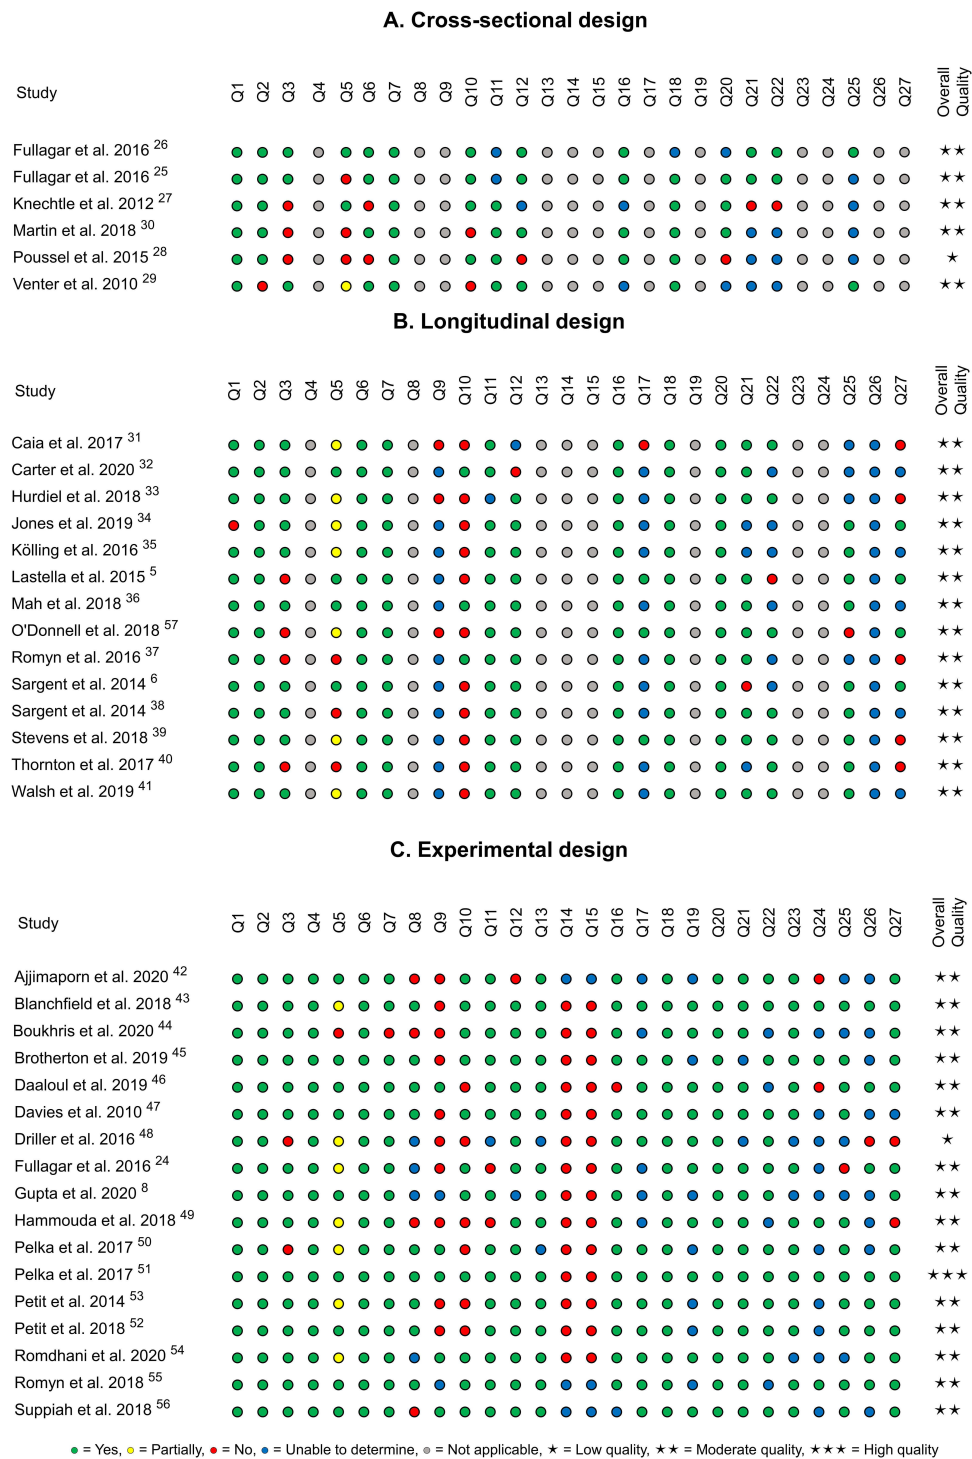 A. Cross-sectional design
Study Q1 Q2 Q3 Q4 Q5 Q6 Q7 Q8 Q9 Q10 Q11 Q12 Q13 Q14 Q15 Q16 Q17 Q18 Q19 Q20 Q21 Q22 Q23 Q24 Q25 Q26 Q27 Overall Quality
Fullagar et al. 2016 26 ★★
Fullagar et al. 2016 25 ★★
Knechtle et al. 2012 27 ★★
Martin et al. 2018 30 ★★
Poussel et al. 2015 28 ★
Venter et al. 2010 29 ★★
B. Longitudinal design
Study Q1 Q2 Q3 Q4 Q5 Q6 Q7 Q8 Q9 Q10 Q11 Q12 Q13 Q14 Q15 Q16 Q17 Q18 Q19 Q20 Q21 Q22 Q23 Q24 Q25 Q26 Q27 Overall Quality
Caia et al. 2017 31 ★★
Carter et al. 2020 32 ★★
Hurdiel et al. 2018 33 ★★
Jones et al. 2019 34 ★★
Kölling et al. 2016 35 ★★
Lastella et al. 2015 5 ★★
Mah et al. 2018 36 ★★
O'Donnell et al. 2018 57 ★★
Romyn et al. 2016 37 ★★
Sargent et al. 2014 6 ★★
Sargent et al. 2014 38 ★★
Stevens et al. 2018 39 ★★
Thornton et al. 2017 40 ★★
Walsh et al. 2019 41 ★★
C. Experimental design
Study Q1 Q2 Q3 Q4 Q5 Q6 Q7 Q8 Q9 Q10 Q11 Q12 Q13 Q14 Q15 Q16 Q17 Q18 Q19 Q20 Q21 Q22 Q23 Q24 Q25 Q26 Q27 Overall Quality
Ajjimaporn et al. 2020 42 ★★
Blanchfield et al. 2018 43 ★★
Boukhris et al. 2020 44 ★★
Brotherton et al. 2019 45 ★★
Daaloul et al. 2019 46 ★★
Davies et al. 2010 47 ★★
Driller et al. 2016 48 ★
Fullagar et al. 2016 24 ★★
Gupta et al. 2020 8 ★★
Hammouda et al. 2018 49 ★★
Pelka et al. 2017 50 ★★
Pelka et al. 2017 51 ★★★
Petit et al. 2014 53 ★★
Petit et al. 2018 52 ★★
Romdhani et al. 2020 54 ★★
Romyn et al. 2018 55 ★★
Suppiah et al. 2018 56 ★★
● = Yes, ● = Partially, ● = No, ● = Unable to determine, ● = Not applicable, ★ = Low quality, ★★ = Moderate quality, ★★★ = High quality